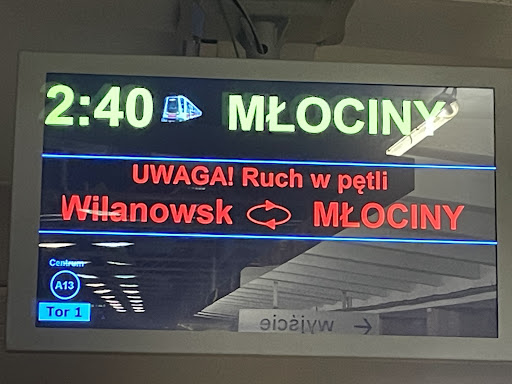 2:40 MŁOCINY
UWAGA! Ruch w pętli
Wilanowsk MŁOCINY
Centrum
A13
Tor 1
wyjście ←